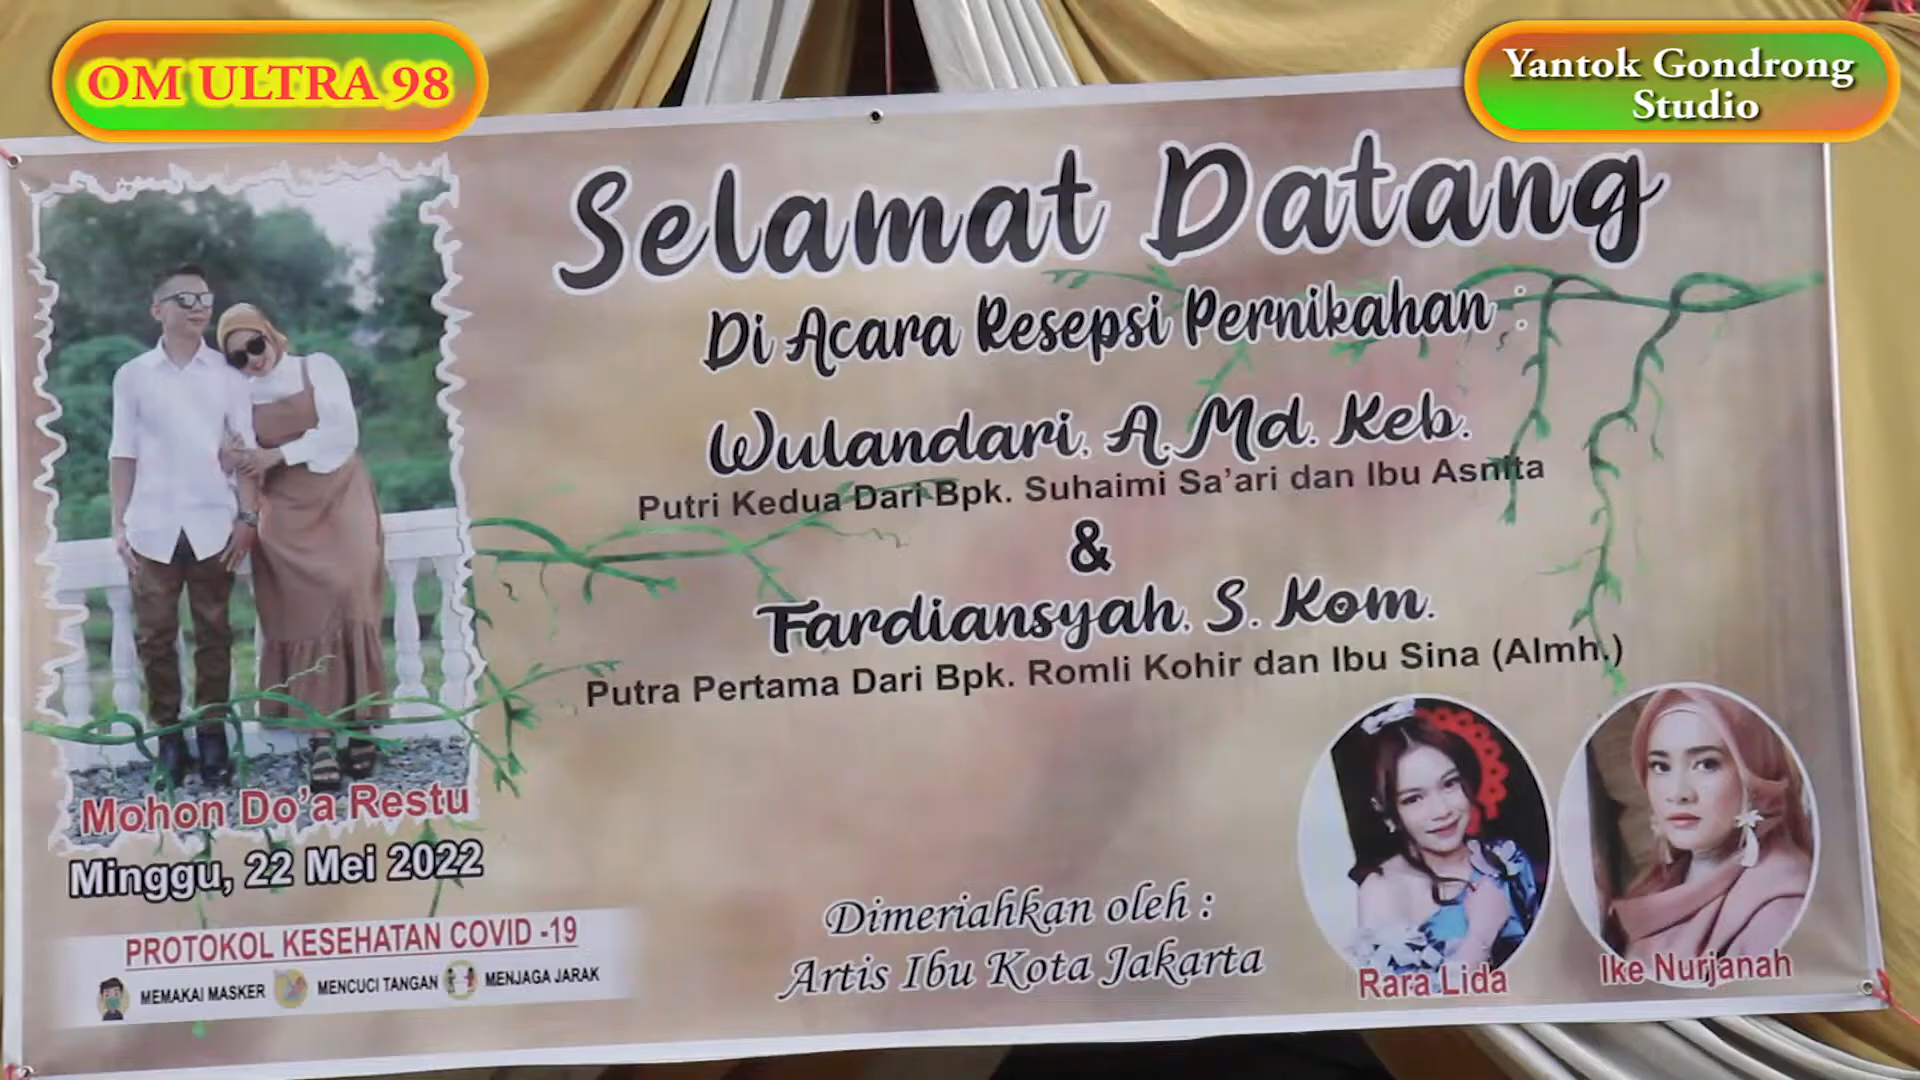 OM ULTRA 98
Yantok Gondrong
Studio
Selamat Datang
Di Acara Resepsi Pernikahan :
Wulandari, A. Md. Keb.
Putri Kedua Dari Bpk. Suhaimi Sa'ari dan Ibu Asnita
&
Fardiansyah, S. Kom.
Putra Pertama Dari Bpk. Romli Kohir dan Ibu Sina (Almh.)
Mohon Do'a Restu
Minggu, 22 Mei 2022
PROTOKOL KESEHATAN COVID -19
MEMAKAI MASKER MENCUCI TANGAN MENJAGA JARAK
Dimeriahkan oleh :
Artis Ibu Kota Jakarta
Rara Lida
Ike Nurjanah